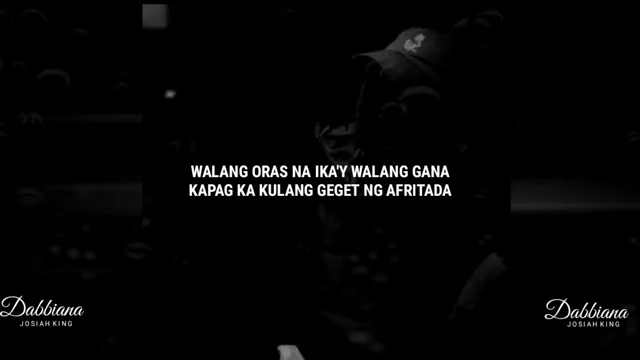 WALANG ORAS NA IKA'Y WALANG GANA
KAPAG KA KULANG GEGET NG AFRITADA
Dabbiana
JOSIAH KING
Dabbiana
JOSIAH KING